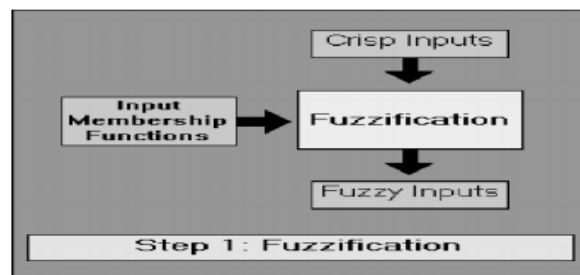 Crisp Inputs
Input
Membership
Functions
Fuzzification
Fuzzy Inputs
Step 1: Fuzzification